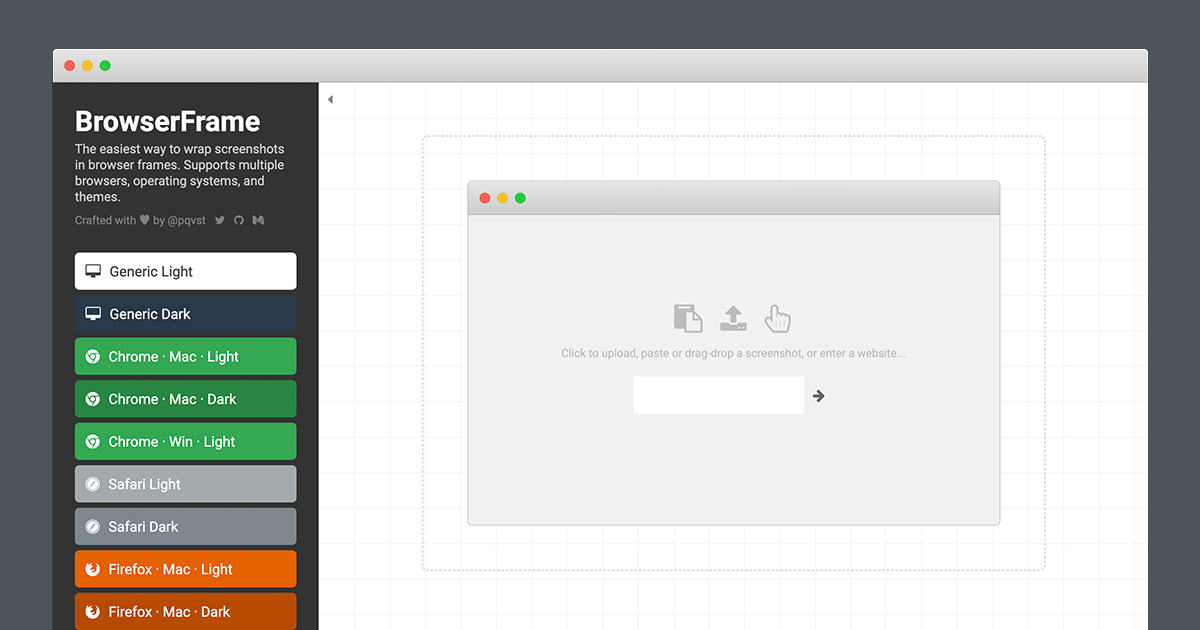 BrowserFrame
The easiest way to wrap screenshots
in browser frames. Supports multiple
browsers, operating systems, and
themes.
Crafted with by @pqvst
Generic Light
Generic Dark
Chrome · Mac · Light
Chrome · Mac · Dark
Chrome · Win · Light
Safari Light
Safari Dark
Firefox · Mac · Light
Firefox · Mac · Dark
Click to upload, paste or drag-drop a screenshot, or enter a website...